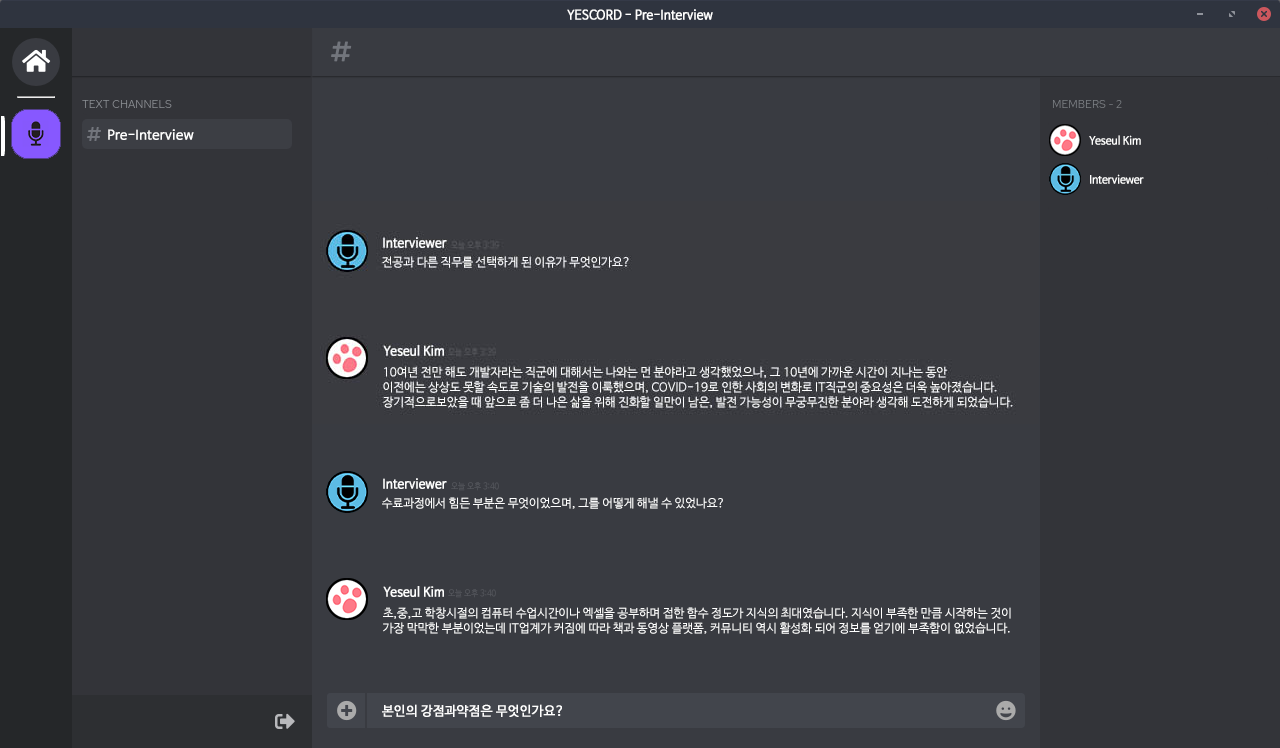 YESCORD - Pre-Interview
#
TEXT CHANNELS
# Pre-Interview
Interviewer 오늘 오후 3:39
전공과 다른 직무를 선택하게 된 이유가 무엇인가요?
Yeseul Kim 오늘 오후 3:39
10여년 전만 해도 개발자라는 직군에 대해서는 나와는 먼 분야라고 생각했었으나, 그 10년에 가까운 시간이 지나는 동안
이전에는 상상도 못할 속도로 기술의 발전을 이룩했으며, COVID-19로 인한 사회의 변화로 IT직군의 중요성은 더욱 높아졌습니다.
장기적으로보았을 때 앞으로 좀 더 나은 삶을 위해 진화할 일만이 남은, 발전 가능성이 무궁무진한 분야라 생각해 도전하게 되었습니다.
Interviewer 오늘 오후 3:40
수료과정에서 힘든 부분은 무엇이었으며, 그를 어떻게 해낼 수 있었나요?
Yeseul Kim 오늘 오후 3:40
초,중,고 학창시절의 컴퓨터 수업시간이나 엑셀을 공부하며 접한 함수 정도가 지식의 최대였습니다. 지식이 부족한 만큼 시작하는 것이
가장 막막한 부분이었는데 IT업계가 커짐에 따라 책과 동영상 플랫폼, 커뮤니티 역시 활성화 되어 정보를 얻기에 부족함이 없었습니다.
본인의 강점과약점은 무엇인가요?
MEMBERS - 2
Yeseul Kim
Interviewer